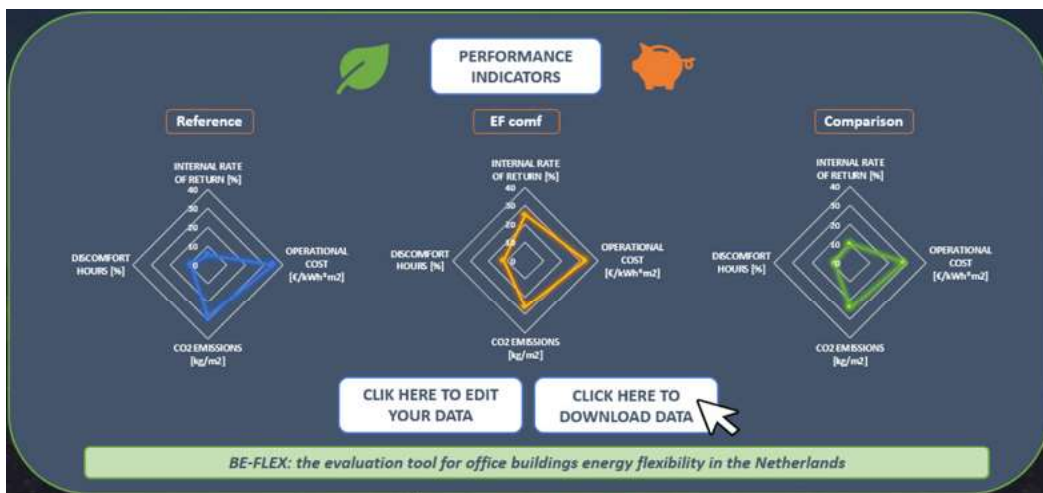 PERFORMANCE
INDICATORS
Reference
EF comf
Comparison
INTERNAL RATE
OF RETURN [%]
40
30
20
10
0
DISCOMFORT
HOURS [%]
OPERATIONAL
COST
[€/kWh*m2]
CO2 EMISSIONS
[kg/m2]
INTERNAL RATE
OF RETURN [%]
40
30
20
10
0
DISCOMFORT
HOURS [%]
OPERATIONAL
COST
[€/kWh*m2]
CO2 EMISSIONS
[kg/m2]
INTERNAL RATE
OF RETURN [%]
40
30
20
10
0
DISCOMFORT
HOURS [%]
OPERATIONAL
COST
[€/kWh*m2]
CO2 EMISSIONS
[kg/m2]
CLIK HERE TO EDIT
YOUR DATA
CLICK HERE TO
DOWNLOAD DATA
BE-FLEX: the evaluation tool for office buildings energy flexibility in the Netherlands